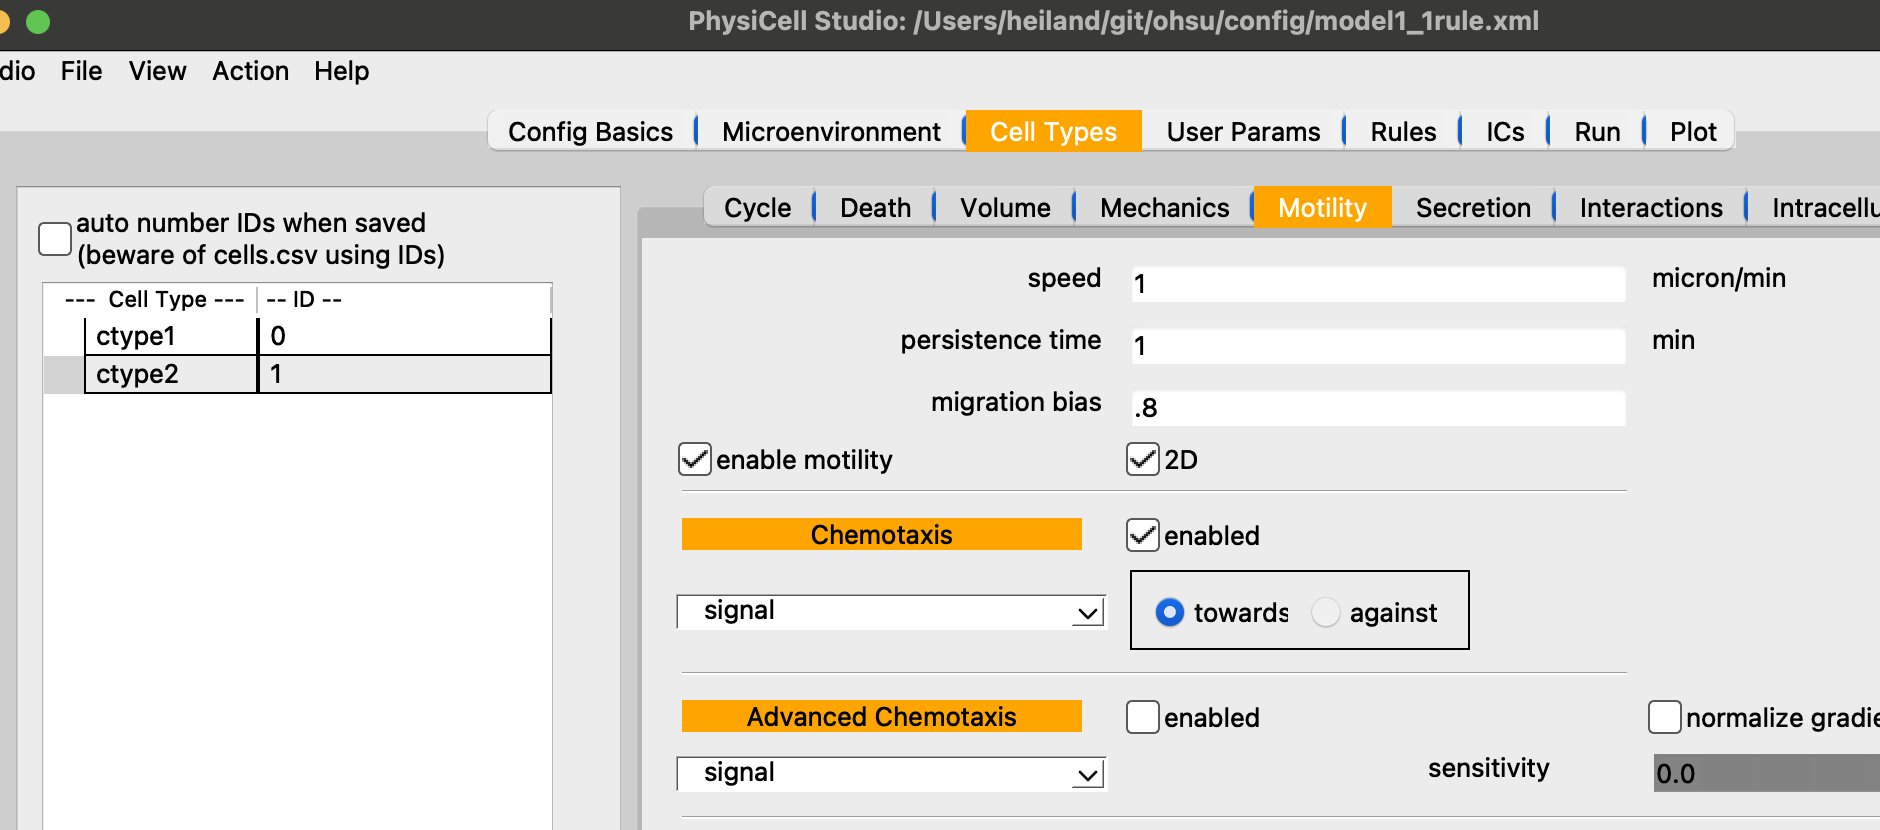 PhysiCell Studio: /Users/heiland/git/ohsu/config/model1_1rule.xml
dio File View Action Help
Config Basics Microenvironment Cell Types User Params Rules ICs Run Plot
Cycle Death Volume Mechanics Motility Secretion Interactions Intracellu
auto number IDs when saved
(beware of cells.csv using IDs)
--- Cell Type --- -- ID --
ctype1 0
ctype2 1
speed 1 micron/min
persistence time 1 min
migration bias .8
enable motility 2D
Chemotaxis enabled
signal towards against
Advanced Chemotaxis enabled normalize gradie
signal sensitivity 0.0